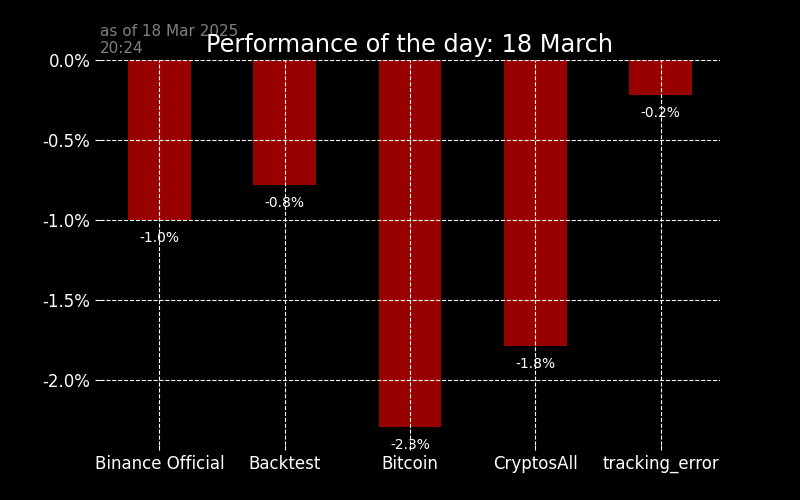 as of 18 Mar 2025
20:24
Performance of the day: 18 March
0.0%
-0.5%
-1.0%
-1.5%
-2.0%
-1.0%
-0.8%
-2.3%
-1.8%
-0.2%
Binance Official
Backtest
Bitcoin
CryptosAll
tracking_error